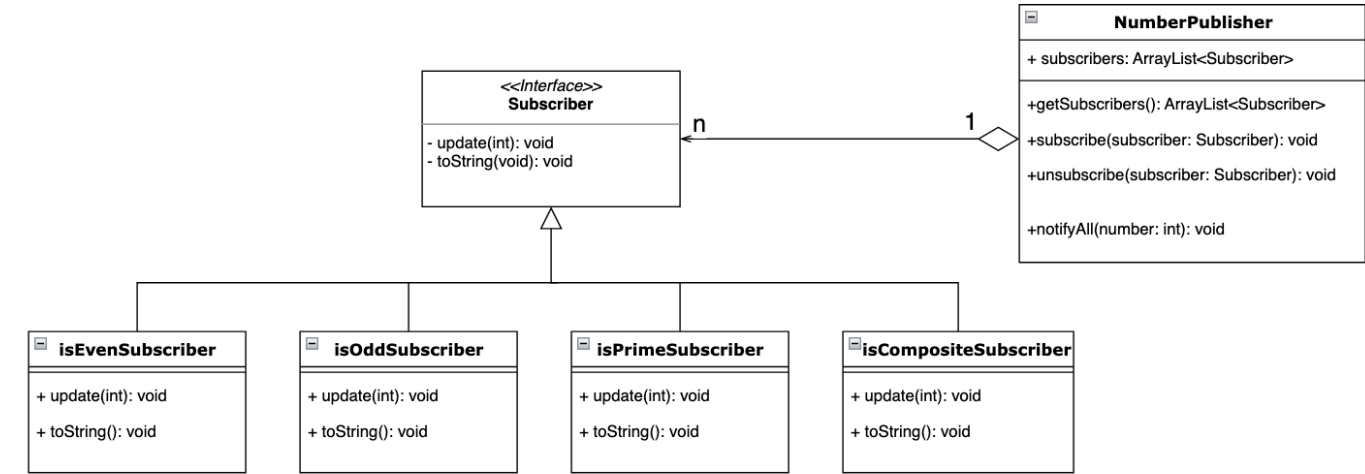 NumberPublisher
+ subscribers: ArrayList<Subscriber>
+getSubscribers(): ArrayList<Subscriber>
+subscribe(subscriber: Subscriber): void
+unsubscribe(subscriber: Subscriber): void
+notifyAll(number: int): void
<<Interface>>
Subscriber
- update(int): void
- toString(void): void
n
1
isEvenSubscriber
+ update(int): void
+ toString(): void
isOddSubscriber
+ update(int): void
+ toString(): void
isPrimeSubscriber
+ update(int): void
+ toString(): void
isCompositeSubscriber
+ update(int): void
+ toString(): void